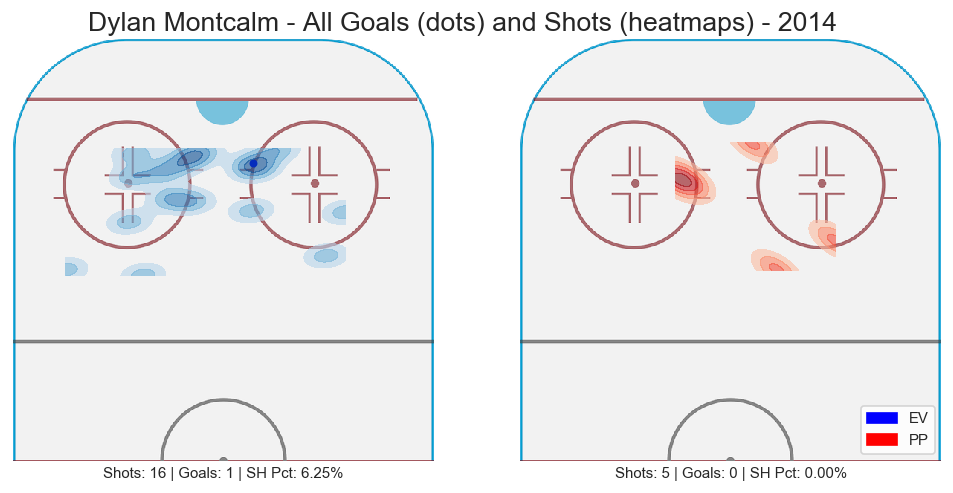 Dylan Montcalm - All Goals (dots) and Shots (heatmaps) - 2014
EV
PP
Shots: 16 | Goals: 1 | SH Pct: 6.25%
Shots: 5 | Goals: 0 | SH Pct: 0.00%